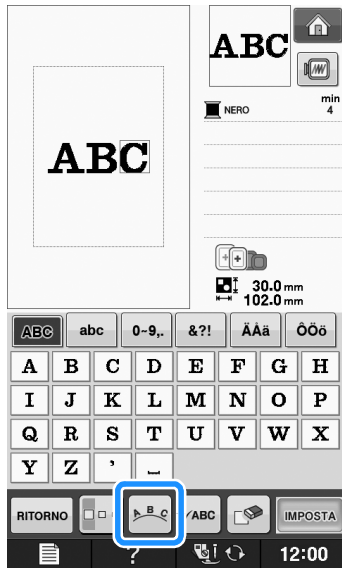 ABC
NERO
min
4
ABC
30.0 mm
102.0 mm
ABC abc 0~9,. &?! ÄÅä ÔÖö
A B C D E F G H
I J K L M N O P
Q R S T U V W X
Y Z '
RITORNO A B C ABC IMPOSTA
? 12:00